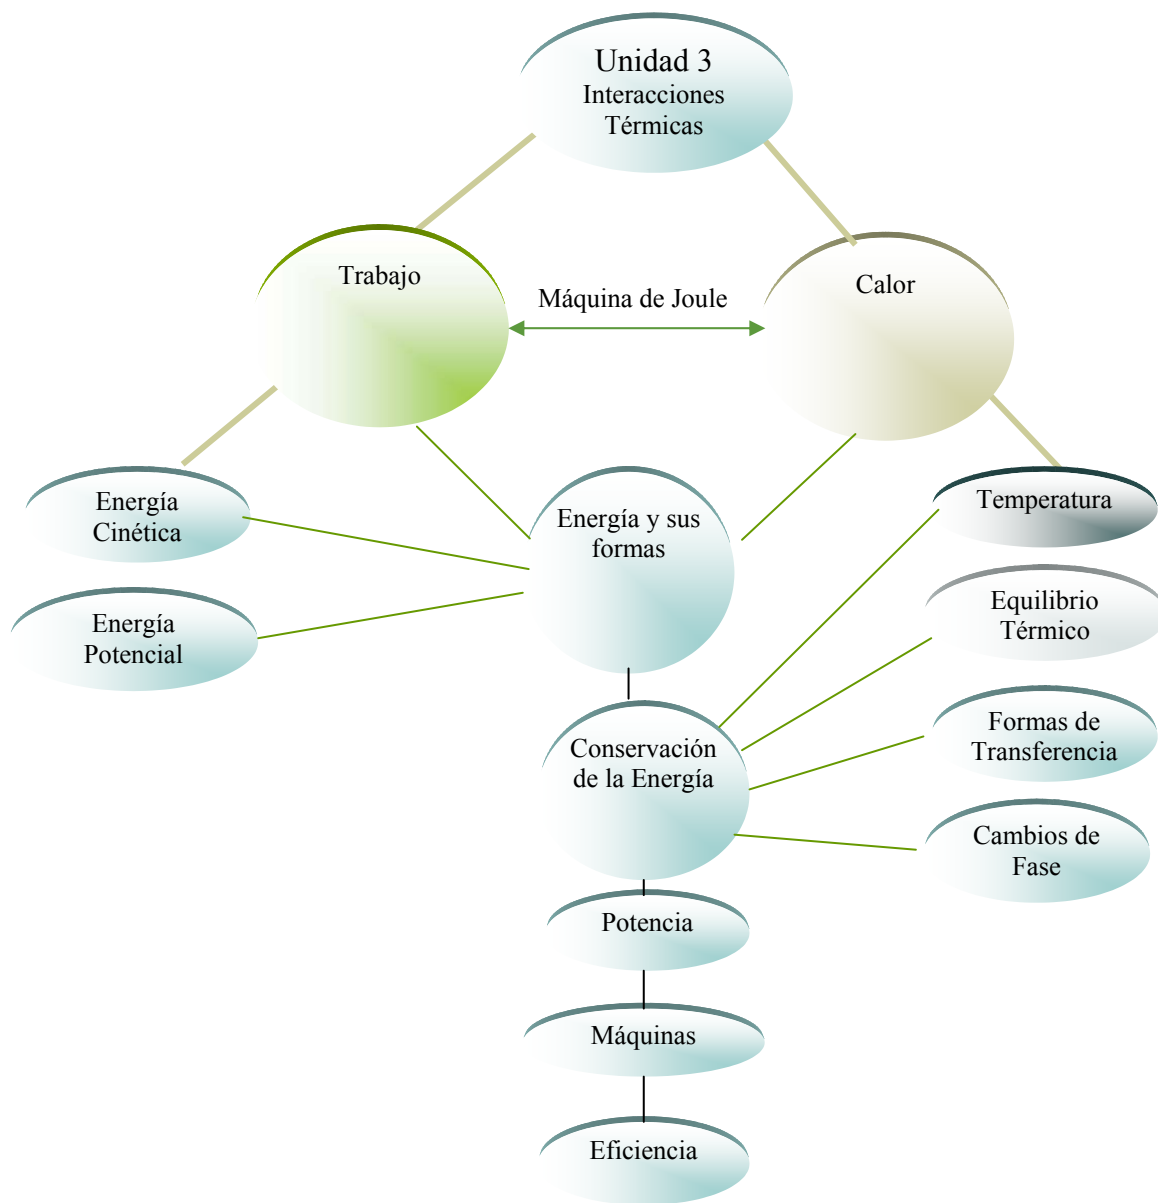 Unidad 3
Interacciones
Térmicas
Trabajo
Máquina de Joule
Calor
Energía
Cinética
Energía y sus
formas
Temperatura
Energía
Potencial
Equilibrio
Térmico
Conservación
de la Energía
Formas de
Transferencia
Cambios de
Fase
Potencia
Máquinas
Eficiencia